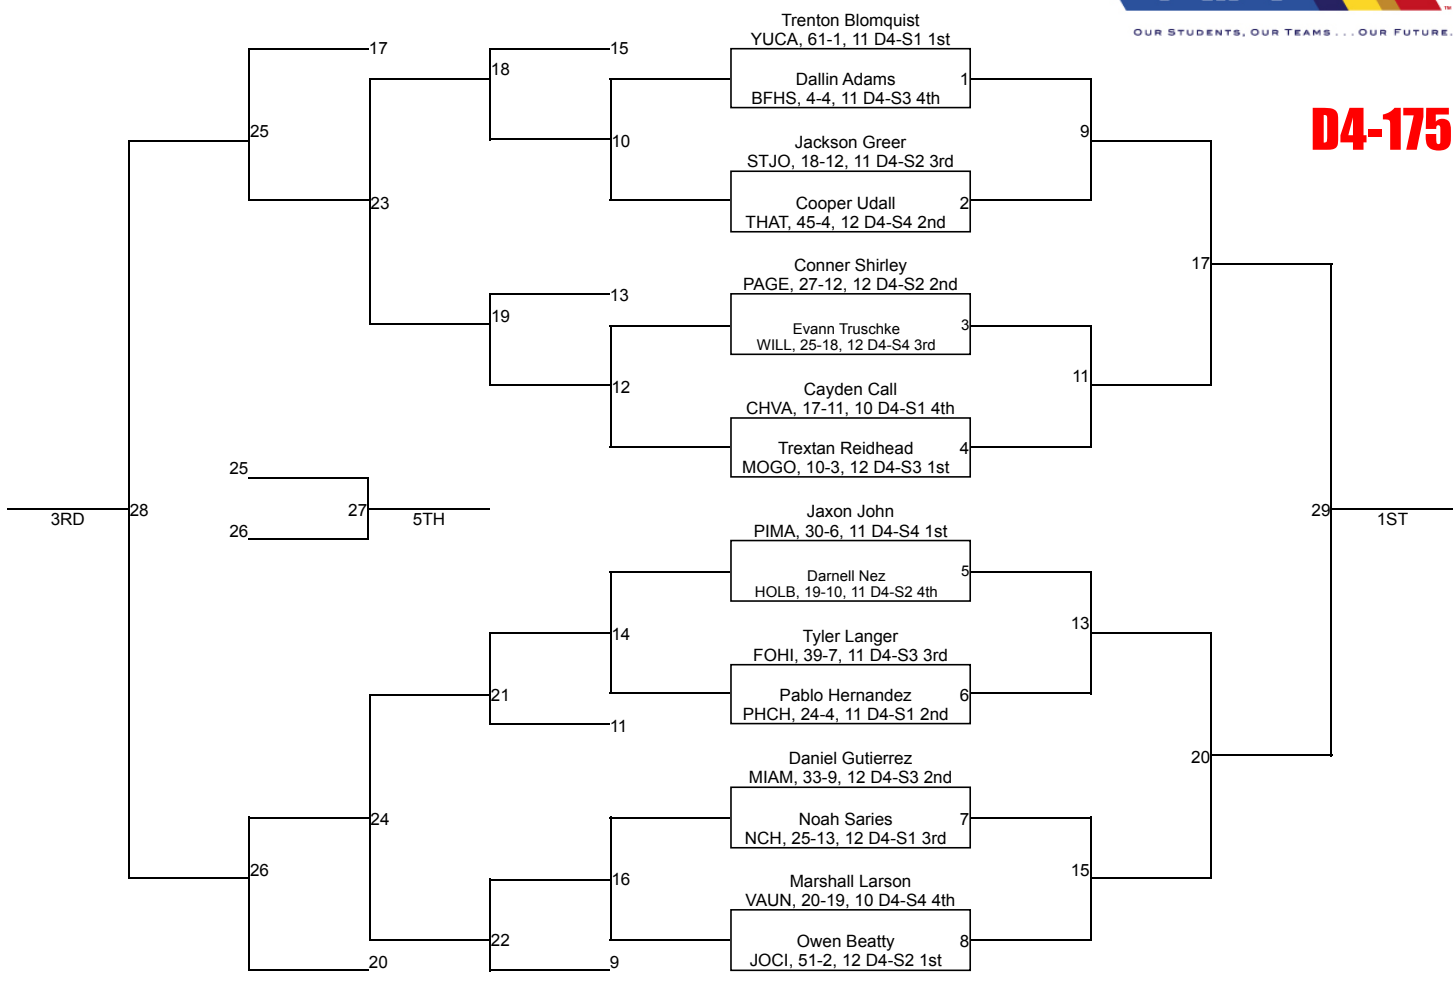 OUR STUDENTS, OUR TEAMS . . . OUR FUTURE.
D4-175
Trenton Blomquist
YUCA, 61-1, 11 D4-S1 1st
Dallin Adams
BFHS, 4-4, 11 D4-S3 4th
1
Jackson Greer
STJO, 18-12, 11 D4-S2 3rd
Cooper Udall
THAT, 45-4, 12 D4-S4 2nd
2
Conner Shirley
PAGE, 27-12, 12 D4-S2 2nd
Evann Truschke
WILL, 25-18, 12 D4-S4 3rd
3
Cayden Call
CHVA, 17-11, 10 D4-S1 4th
Trextan Reidhead
MOGO, 10-3, 12 D4-S3 1st
4
Jaxon John
PIMA, 30-6, 11 D4-S4 1st
Darnell Nez
HOLB, 19-10, 11 D4-S2 4th
5
Tyler Langer
FOHI, 39-7, 11 D4-S3 3rd
Pablo Hernandez
PHCH, 24-4, 11 D4-S1 2nd
6
Daniel Gutierrez
MIAM, 33-9, 12 D4-S3 2nd
Noah Saries
NCH, 25-13, 12 D4-S1 3rd
7
Marshall Larson
VAUN, 20-19, 10 D4-S4 4th
Owen Beatty
JOCI, 51-2, 12 D4-S2 1st
8
9
11
13
15
17
20
29
1ST
15
10
13
12
14
11
16
9
18
19
21
22
17
23
24
20
25
26
25
26
27
5TH
28
3RD